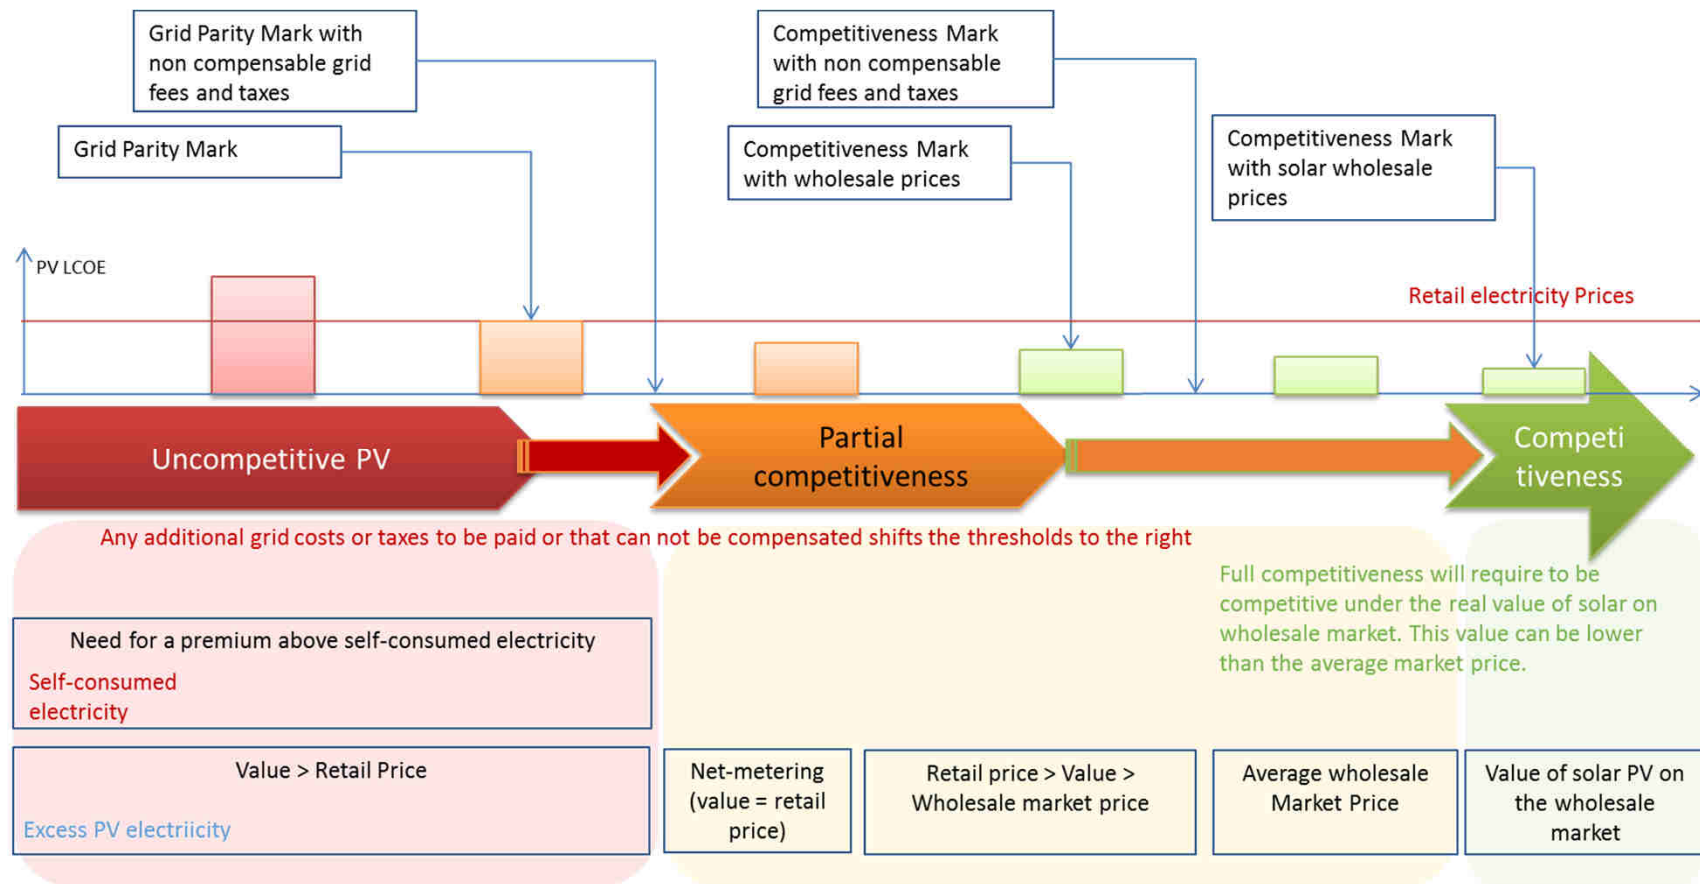 Grid Parity Mark with
non compensable grid
fees and taxes
Competitiveness Mark
with non compensable
grid fees and taxes
Grid Parity Mark
Competitiveness Mark
with wholesale prices
Competitiveness Mark
with solar wholesale
prices
PV LCOE
Retail electricity Prices
Uncompetitive PV
Partial
competitiveness
Competi
tiveness
Any additional grid costs or taxes to be paid or that can not be compensated shifts the thresholds to the right
Full competitiveness will require to be
competitive under the real value of solar on
wholesale market. This value can be lower
than the average market price.
Need for a premium above self-consumed electricity
Self-consumed
electricity
Value > Retail Price
Excess PV electriicity
Net-metering
(value = retail
price)
Retail price > Value >
Wholesale market price
Average wholesale
Market Price
Value of solar PV on
the wholesale
market